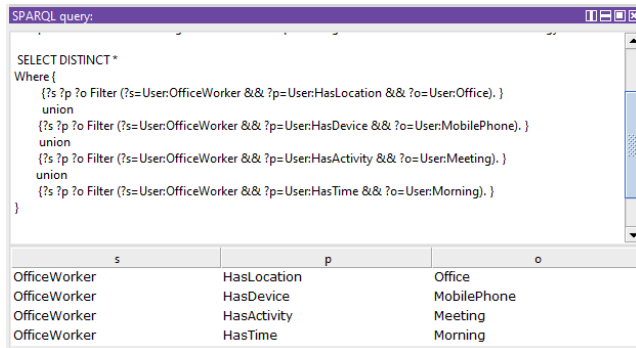 SPARQL query:
SELECT DISTINCT *
Where {
{?s ?p ?o Filter (?s=User:OfficeWorker && ?p=User:HasLocation && ?o=User:Office). }
union
{?s ?p ?o Filter (?s=User:OfficeWorker && ?p=User:HasDevice && ?o=User:MobilePhone). }
union
{?s ?p ?o Filter (?s=User:OfficeWorker && ?p=User:HasActivity && ?o=User:Meeting). }
union
{?s ?p ?o Filter (?s=User:OfficeWorker && ?p=User:HasTime && ?o=User:Morning). }
}
s p o
OfficeWorker HasLocation Office
OfficeWorker HasDevice MobilePhone
OfficeWorker HasActivity Meeting
OfficeWorker HasTime Morning